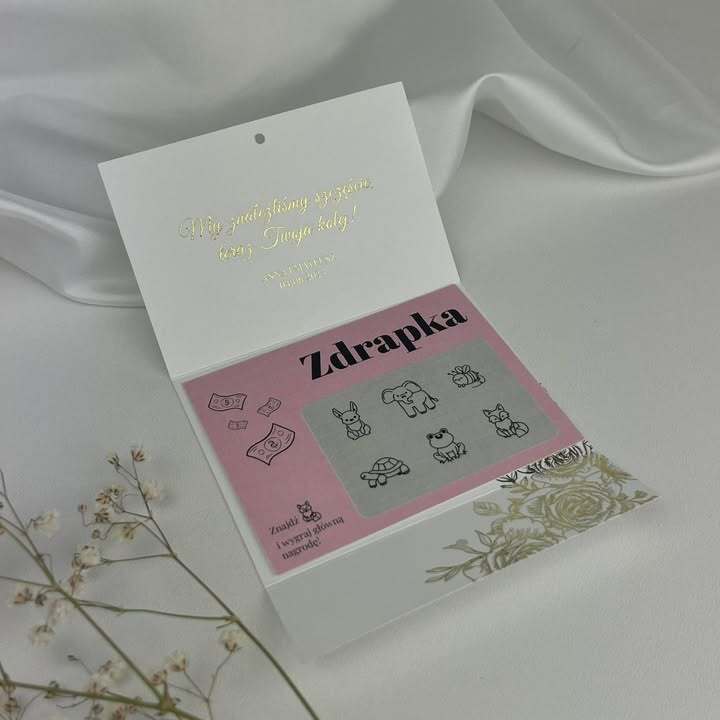 My znaleźliśmy szczęście,
teraz Twoja kolej!
Zdrapka
Znajdź
i wygraj główną
nagrodę!